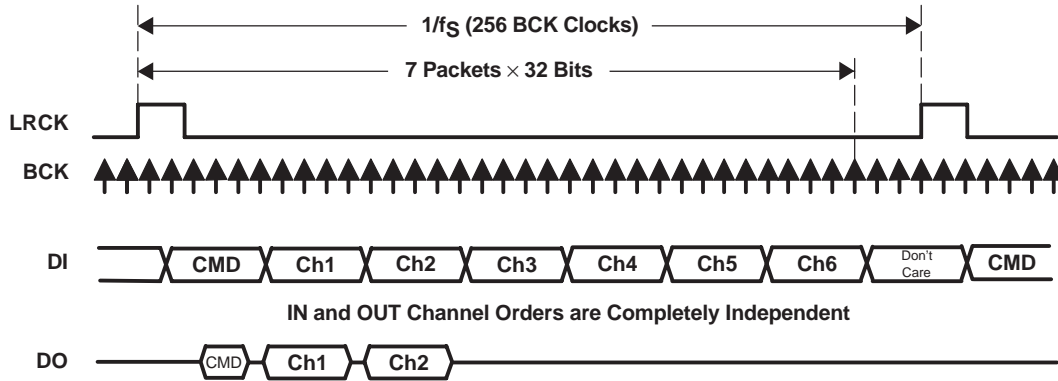 1/fS (256 BCK Clocks)
7 Packets × 32 Bits
LRCK
BCK
DI CMD Ch1 Ch2 Ch3 Ch4 Ch5 Ch6 Don't Care CMD
IN and OUT Channel Orders are Completely Independent
DO CMD Ch1 Ch2